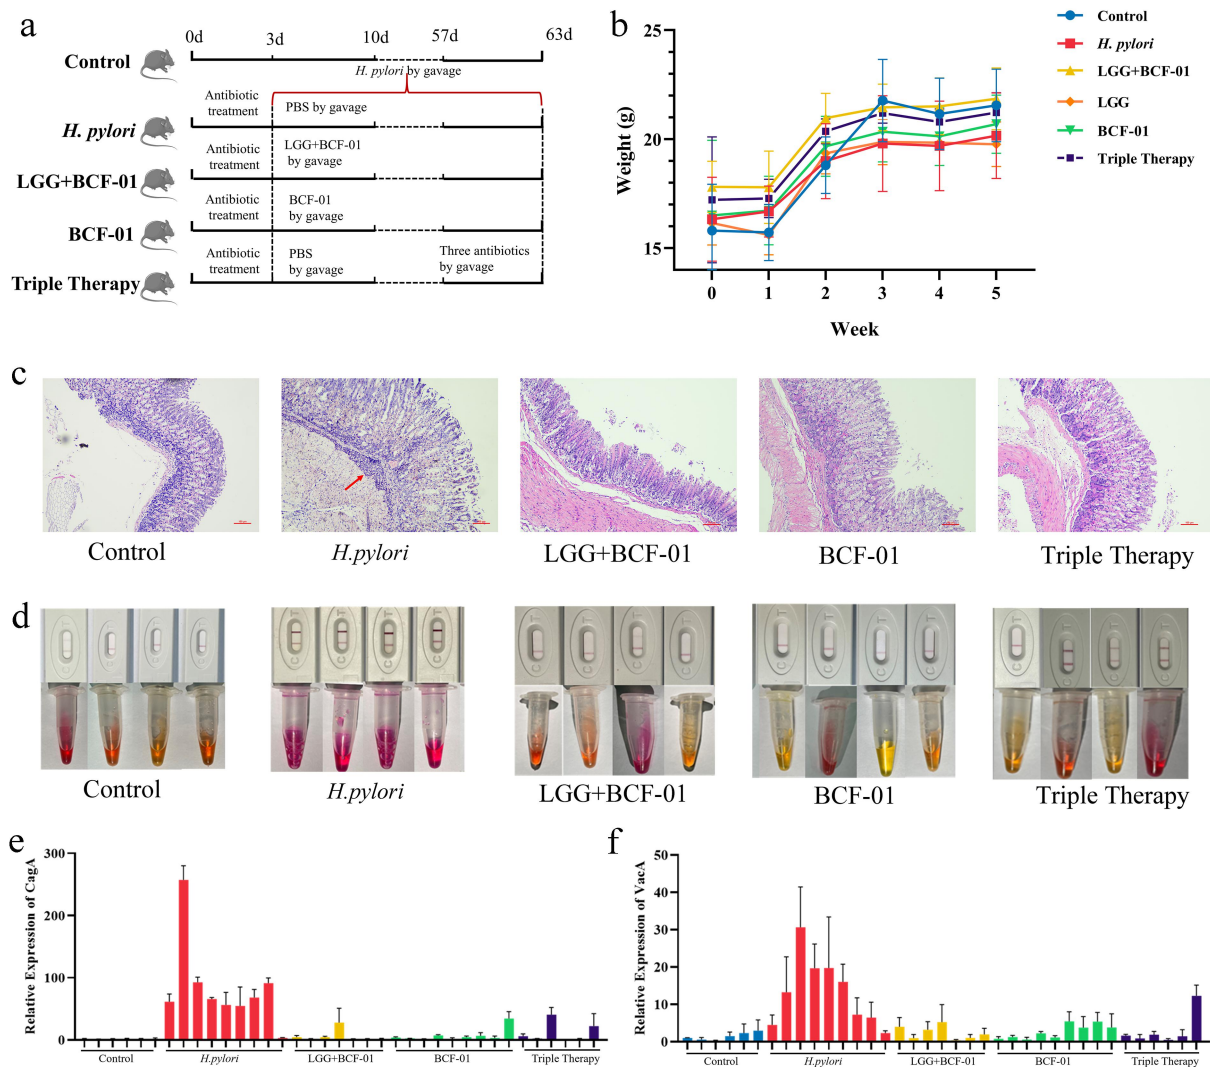 a
0d 3d 10d 57d 63d
Control
H. pylori by gavage
Antibiotic
treatment
PBS by gavage
H. pylori
Antibiotic
treatment
LGG+BCF-01
by gavage
LGG+BCF-01
Antibiotic
treatment
BCF-01
by gavage
BCF-01
Antibiotic
treatment
PBS
by gavage
Three antibiotics
by gavage
Triple Therapy
b
Weight (g)
25
20
15
0 1 2 3 4 5
Week
Control
H. pylori
LGG+BCF-01
LGG
BCF-01
Triple Therapy
c
Control
H.pylori
LGG+BCF-01
BCF-01
Triple Therapy
d
C T
Control
H.pylori
LGG+BCF-01
BCF-01
Triple Therapy
e
Relative Expression of CagA
300
200
100
0
Control H.pylori LGG+BCF-01 BCF-01 Triple Therapy
f
Relative Expression of VacA
50
40
30
20
10
0
Control H.pylori LGG+BCF-01 BCF-01 Triple Therapy